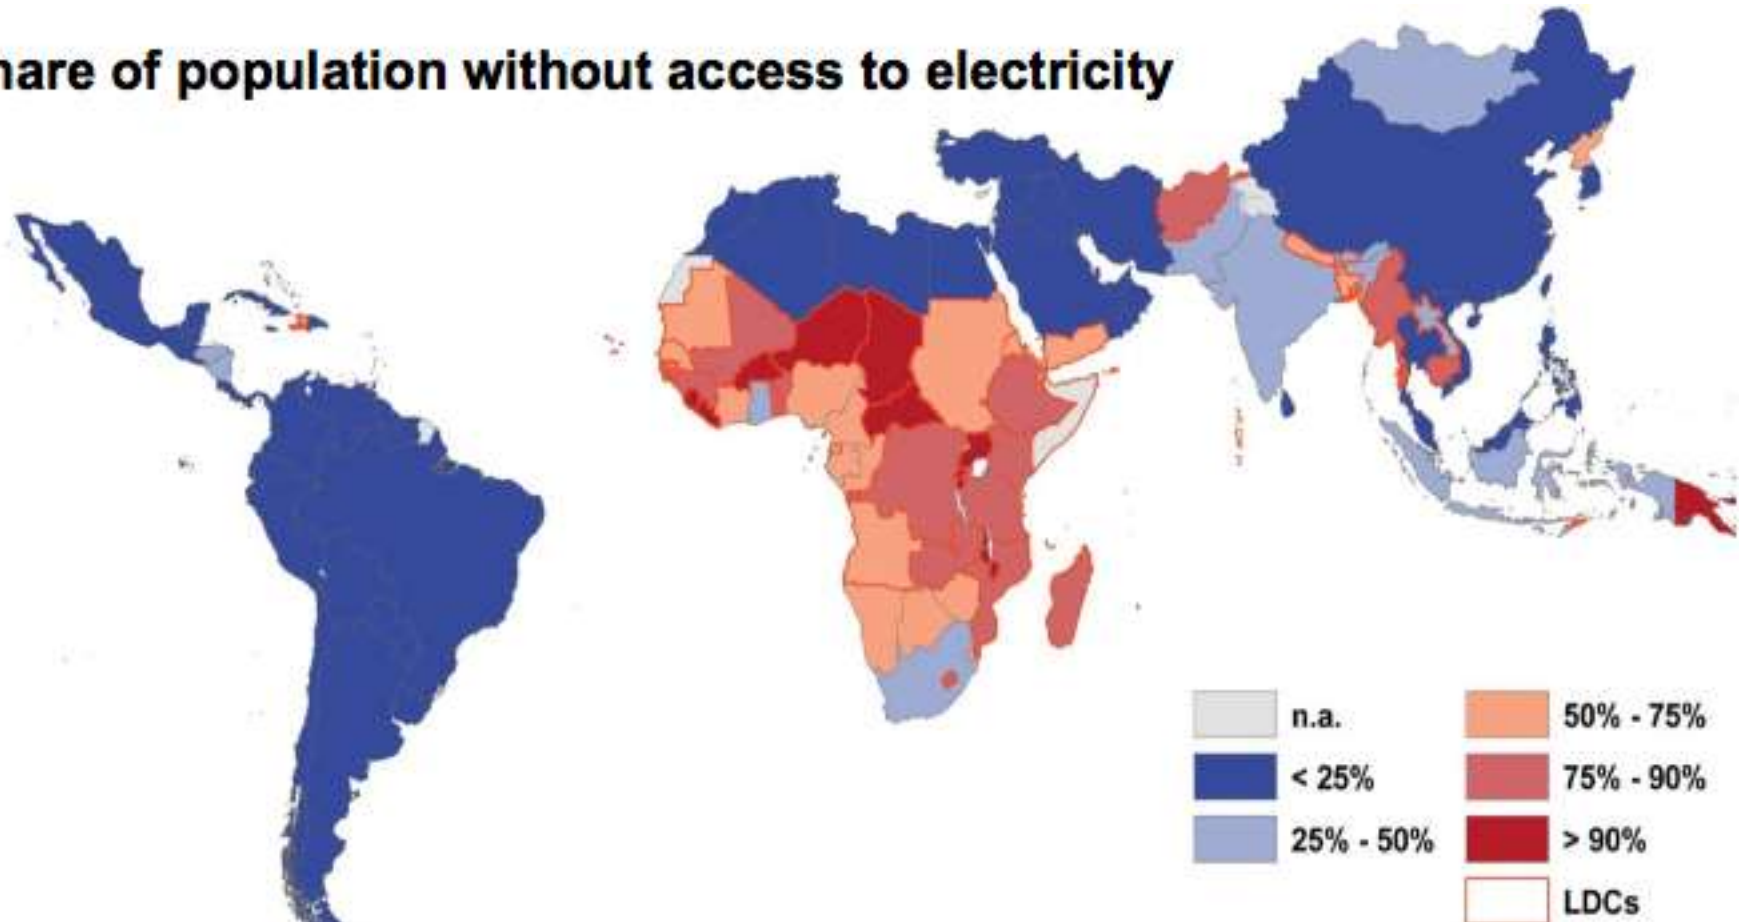 hare of population without access to electricity
n.a.
< 25%
25% - 50%
50% - 75%
75% - 90%
> 90%
LDCs